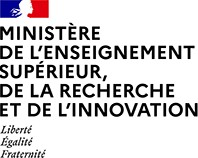 MINISTÈRE
DE L'ENSEIGNEMENT
SUPÉRIEUR,
DE LA RECHERCHE
ET DE L'INNOVATION
Liberté
Égalité
Fraternité